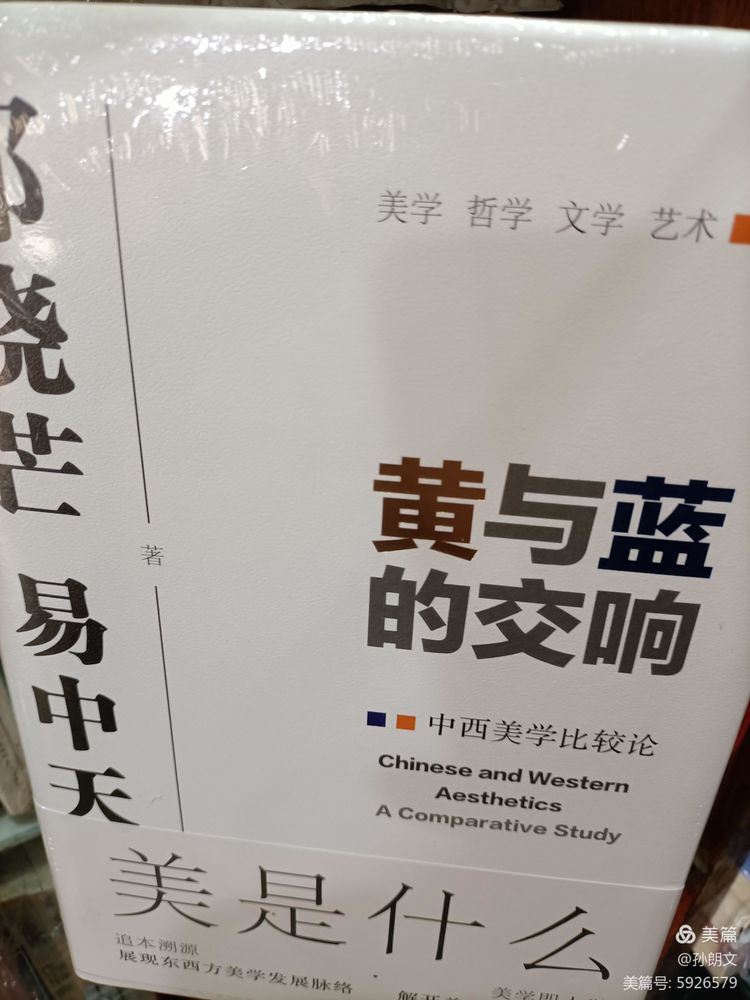 美学 哲学 文学 艺术
晓芒
著
易中天
黄与蓝
的交响
中西美学比较论
Chinese and Western
Aesthetics
A Comparative Study
美是什么
追本溯源
展现东西方美学发展脉络
美篇
@孙朗文
美篇号: 5926579